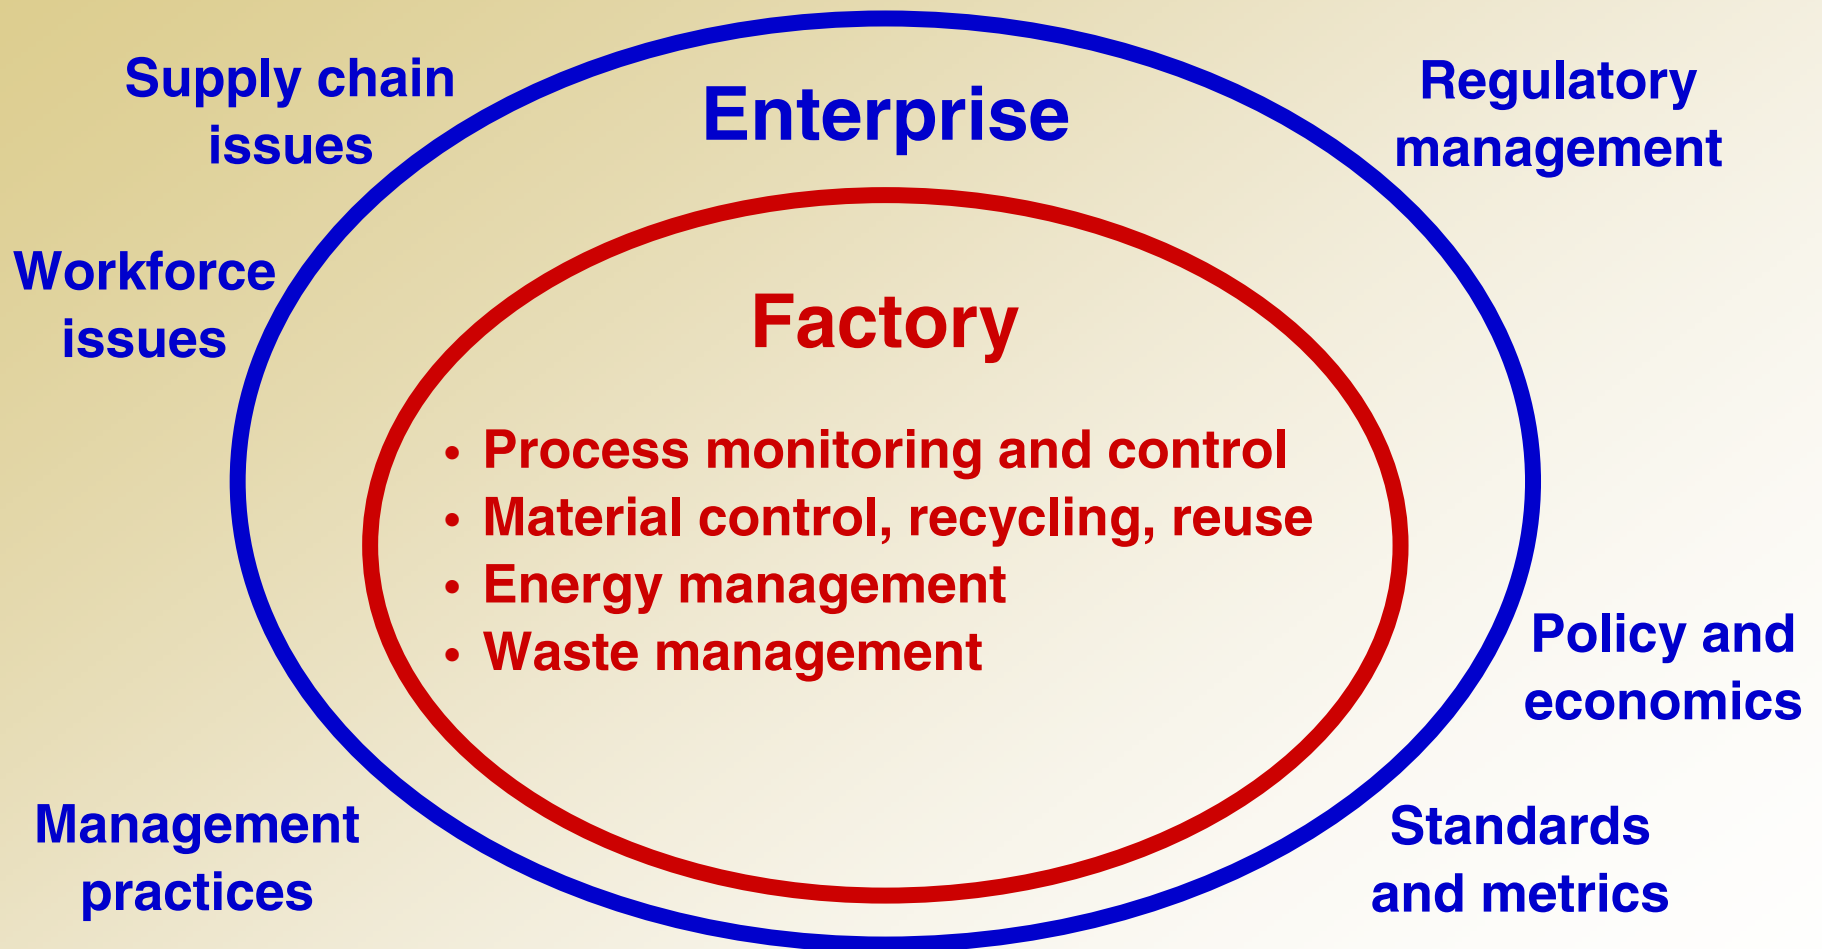 Supply chain
issues
Enterprise
Regulatory
management
Workforce
issues
Factory
• Process monitoring and control
• Material control, recycling, reuse
• Energy management
• Waste management
Policy and
economics
Management
practices
Standards
and metrics